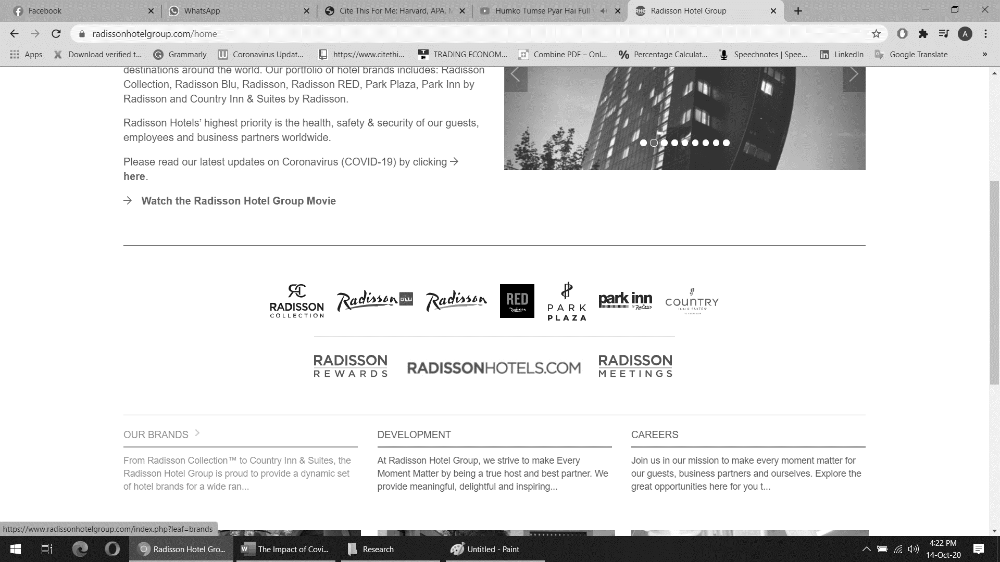 Facebook
WhatsApp
Cite This For Me: Harvard, APA, M
Humko Tumse Pyar Hai Full V
RHG Radisson Hotel Group
radissonhotelgroup.com/home
A
Apps
Download verified t...
Grammarly
Coronavirus Updat...
https://www.citethi...
TRADING ECONOM...
Combine PDF – Onl...
Percentage Calculat...
Speechnotes | Spee...
LinkedIn
Google Translate
»
destinations around the world. Our portfolio of hotel brands includes: Radisson
Collection, Radisson Blu, Radisson, Radisson RED, Park Plaza, Park Inn by
Radisson and Country Inn & Suites by Radisson.
Radisson Hotels’ highest priority is the health, safety & security of our guests,
employees and business partners worldwide.
Please read our latest updates on Coronavirus (COVID-19) by clicking →
here.
→ Watch the Radisson Hotel Group Movie
RADISSON
COLLECTION
Radisson BLU
Radisson
RED
Radisson
PARK
PLAZA
park inn
by Radisson
COUNTRY
INN & SUITES
BY RADISSON
RADISSON
REWARDS
RADISSONHOTELS.COM
RADISSON
MEETINGS
OUR BRANDS
From Radisson Collection™ to Country Inn & Suites, the
Radisson Hotel Group is proud to provide a dynamic set
of hotel brands for a wide ran...
DEVELOPMENT
At Radisson Hotel Group, we strive to make Every
Moment Matter by being a true host and best partner. We
provide meaningful, delightful and inspiring...
CAREERS
Join us in our mission to make every moment matter for
our guests, business partners and ourselves. Explore the
great opportunities here for you t...
https://www.radissonhotelgroup.com/index.php?leaf=brands
Radisson Hotel Gro...
The Impact of Covi...
Research
Untitled - Paint
4:22 PM
14-Oct-20